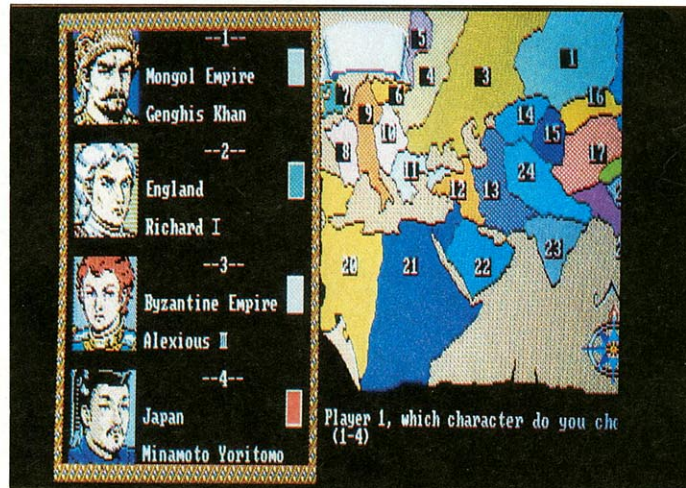 --1--
Mongol Empire
Genghis Khan
--2--
England
Richard I
--3--
Byzantine Empire
Alexious III
--4--
Japan
Minamoto Yoritomo
5
1
4
3
7
6
16
9
14
10
15
8
17
11
24
12
13
23
20
21
22
Player 1, which character do you
(1-4)